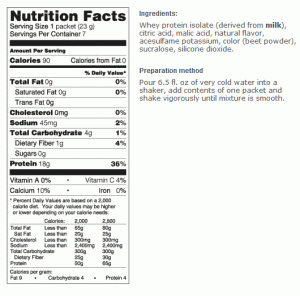 Nutrition Facts
Serving Size 1 packet (23 g)
Servings Per Container 7
Amount Per Serving
Calories 90 Calories from Fat 0
% Daily Value*
Total Fat 0g 0%
Saturated Fat 0g 0%
Trans Fat 0g
Cholesterol 0mg 0%
Sodium 45mg 2%
Total Carbohydrate 4g 1%
Dietary Fiber 1g 4%
Sugars 0g
Protein 18g 36%
Vitamin A 0% • Vitamin C 4%
Calcium 10% • Iron 0%
* Percent Daily Values are based on a 2,000
calorie diet. Your daily values may be higher
or lower depending on your calorie needs:
Calories: 2,000 2,500
Total Fat Less than 65g 80g
Sat Fat Less than 20g 25g
Cholesterol Less than 300mg 300mg
Sodium Less than 2,400mg 2,400mg
Total Carbohydrate 300g 375g
Dietary Fiber 25g 30g
Protein 50g 65g
Calories per gram:
Fat 9 • Carbohydrate 4 • Protein 4
Ingredients:
Whey protein isolate (derived from milk),
citric acid, malic acid, natural flavor,
acesulfame potassium, color (beet powder),
sucralose, silicone dioxide.
Preparation method
Pour 6.5 fl. oz of very cold water into a
shaker, add contents of one packet and
shake vigorously until mixture is smooth.